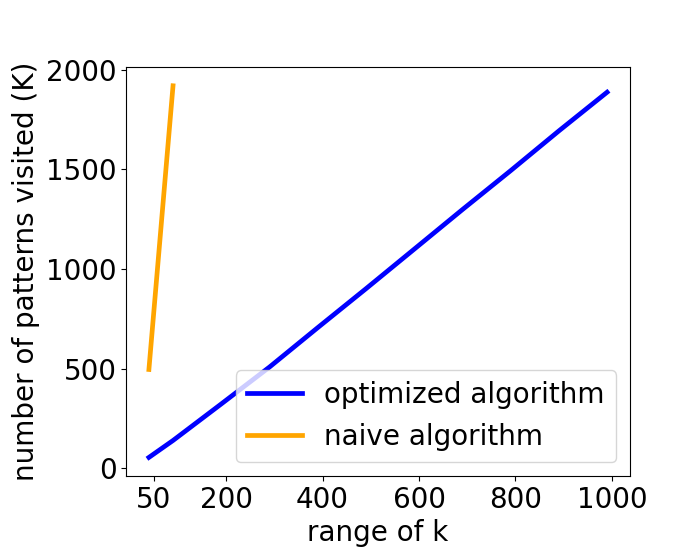 number of patterns visited (K)
2000
1500
1000
500
0
optimized algorithm
naive algorithm
50 200 400 600 800 1000
range of k